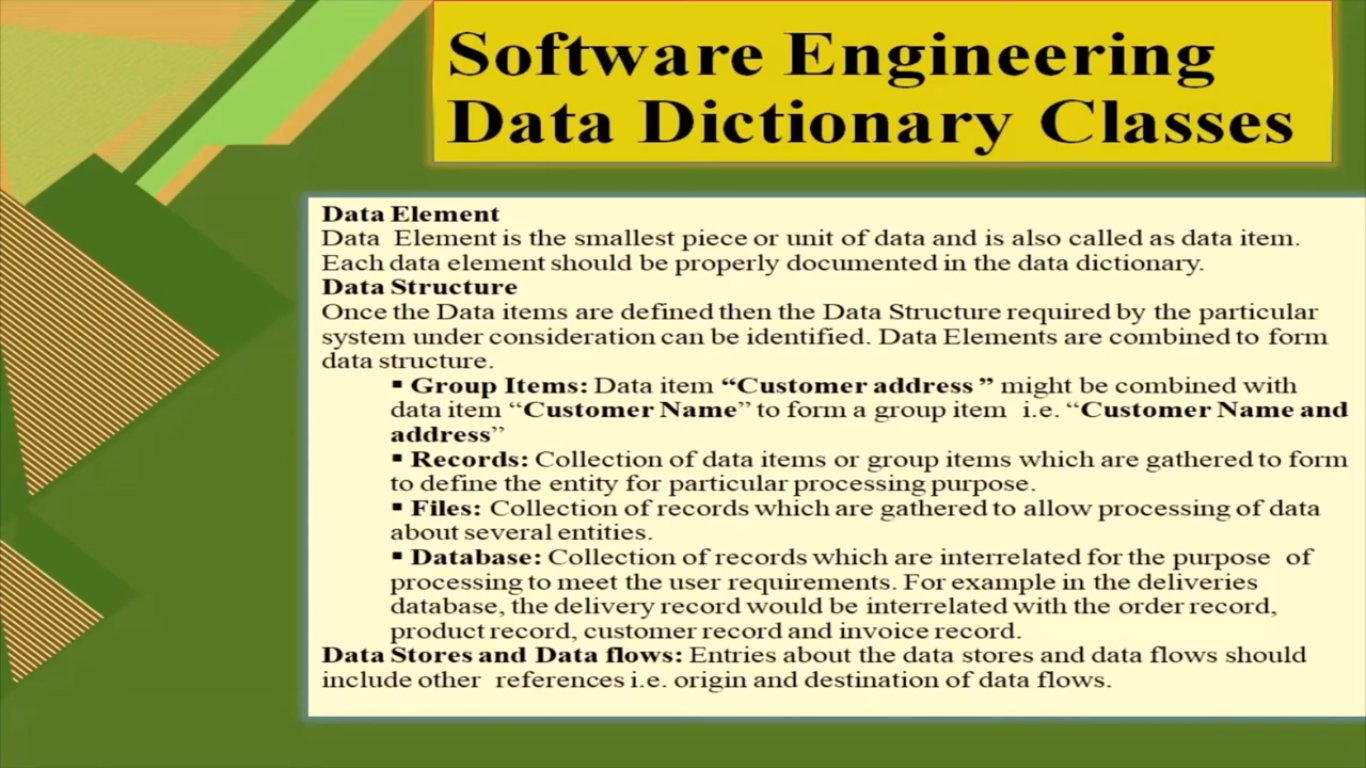 Software Engineering
Data Dictionary Classes
Data Element
Data Element is the smallest piece or unit of data and is also called as data item.
Each data element should be properly documented in the data dictionary.
Data Structure
Once the Data items are defined then the Data Structure required by the particular
system under consideration can be identified. Data Elements are combined to form
data structure.
▪ Group Items: Data item “Customer address ” might be combined with
data item “Customer Name” to form a group item i.e. “Customer Name and
address”
▪ Records: Collection of data items or group items which are gathered to form
to define the entity for particular processing purpose.
▪ Files: Collection of records which are gathered to allow processing of data
about several entities.
▪ Database: Collection of records which are interrelated for the purpose of
processing to meet the user requirements. For example in the deliveries
database, the delivery record would be interrelated with the order record,
product record, customer record and invoice record.
Data Stores and Data flows: Entries about the data stores and data flows should
include other references i.e. origin and destination of data flows.